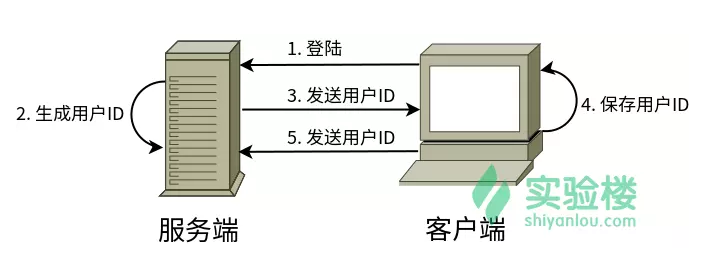 1. 登陆
2. 生成用户ID
3. 发送用户ID
4. 保存用户ID
5. 发送用户ID
服务端
客户端
实验楼
shiyanlou.com